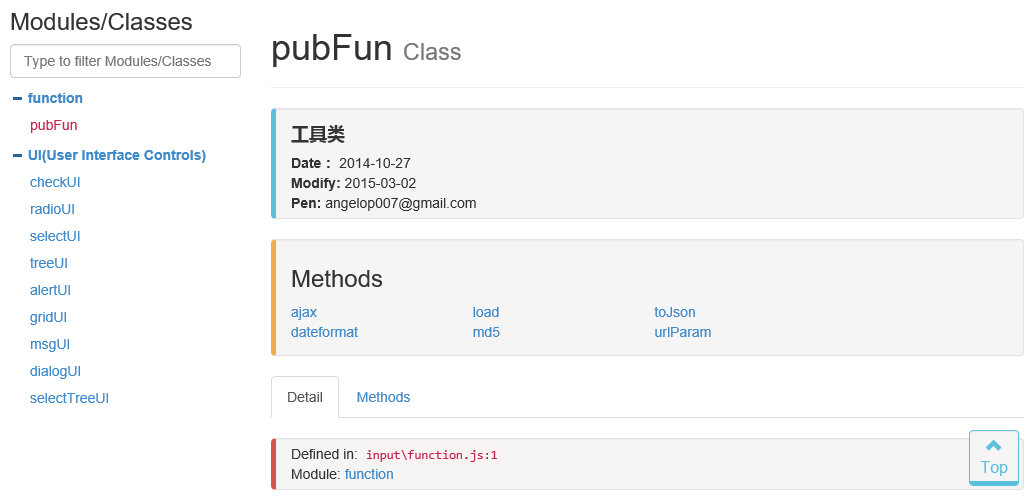 Modules/Classes
Type to filter Modules/Classes
function
pubFun
UI(User Interface Controls)
checkUI
radioUI
selectUI
treeUI
alertUI
gridUI
msgUI
dialogUI
selectTreeUI
pubFun Class
工具类
Date： 2014-10-27
Modify: 2015-03-02
Pen: angelop007@gmail.com
Methods
ajax load toJson
dateformat md5 urlParam
Detail Methods
Defined in: input\function.js:1
Module: function
Top